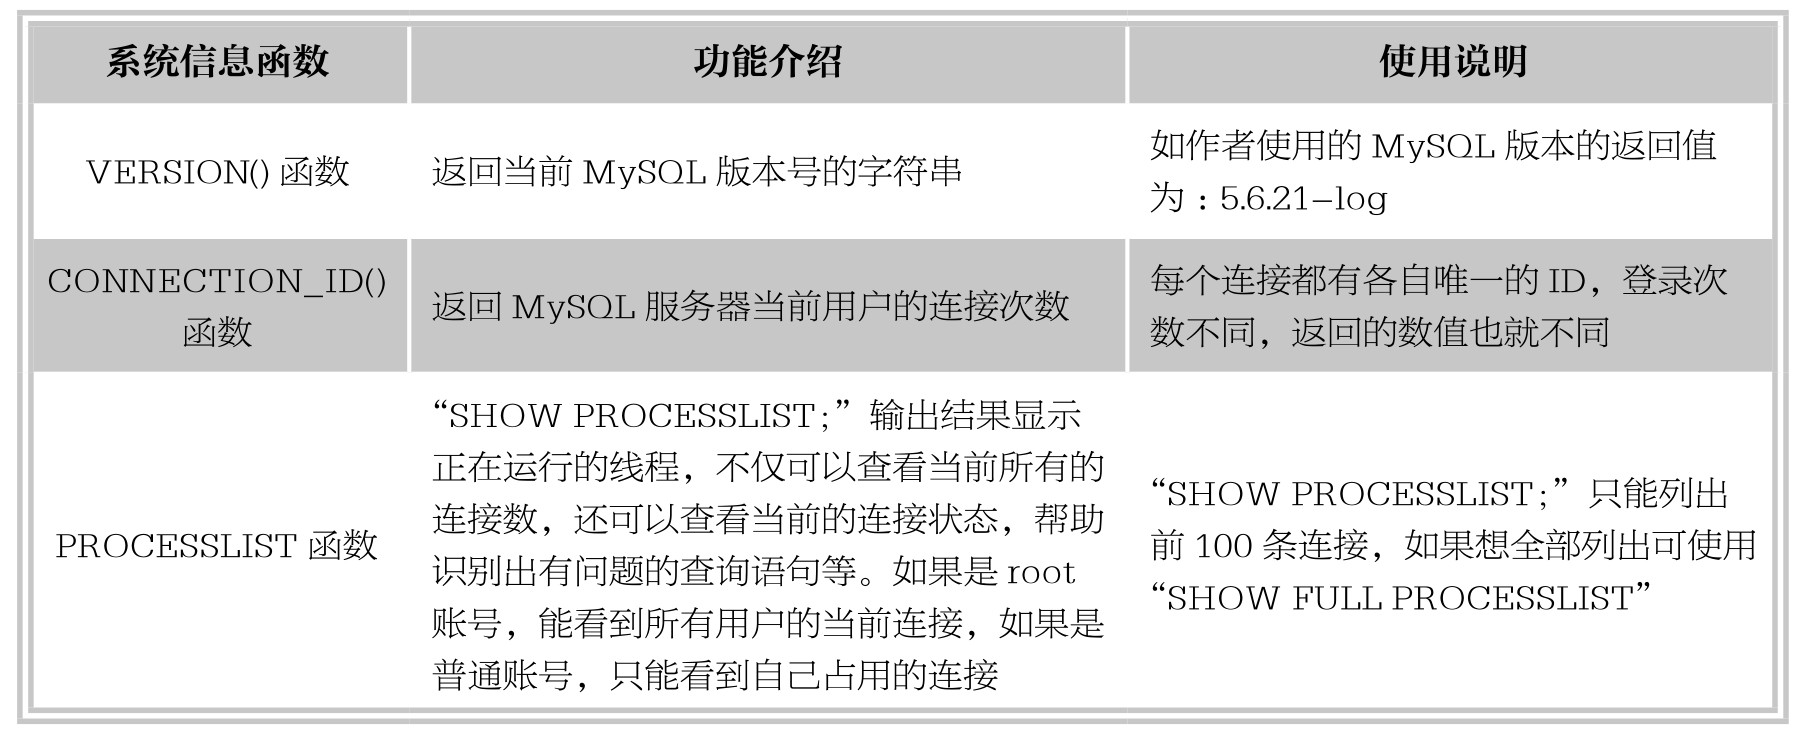 系统信息函数
功能介绍
使用说明
VERSION() 函数
返回当前 MySQL 版本号的字符串
如作者使用的 MySQL 版本的返回值
为：5.6.21–log
CONNECTION_ID()
函数
返回 MySQL 服务器当前用户的连接次数
每个连接都有各自唯一的 ID，登录次
数不同，返回的数值也就不同
PROCESSLIST 函数
“SHOW PROCESSLIST;”输出结果显示
正在运行的线程，不仅可以查看当前所有的
连接数，还可以查看当前的连接状态，帮助
识别出有问题的查询语句等。如果是 root
账号，能看到所有用户的当前连接，如果是
普通账号，只能看到自己占用的连接
“SHOW PROCESSLIST;”只能列出
前 100 条连接，如果想全部列出可使用
“SHOW FULL PROCESSLIST”